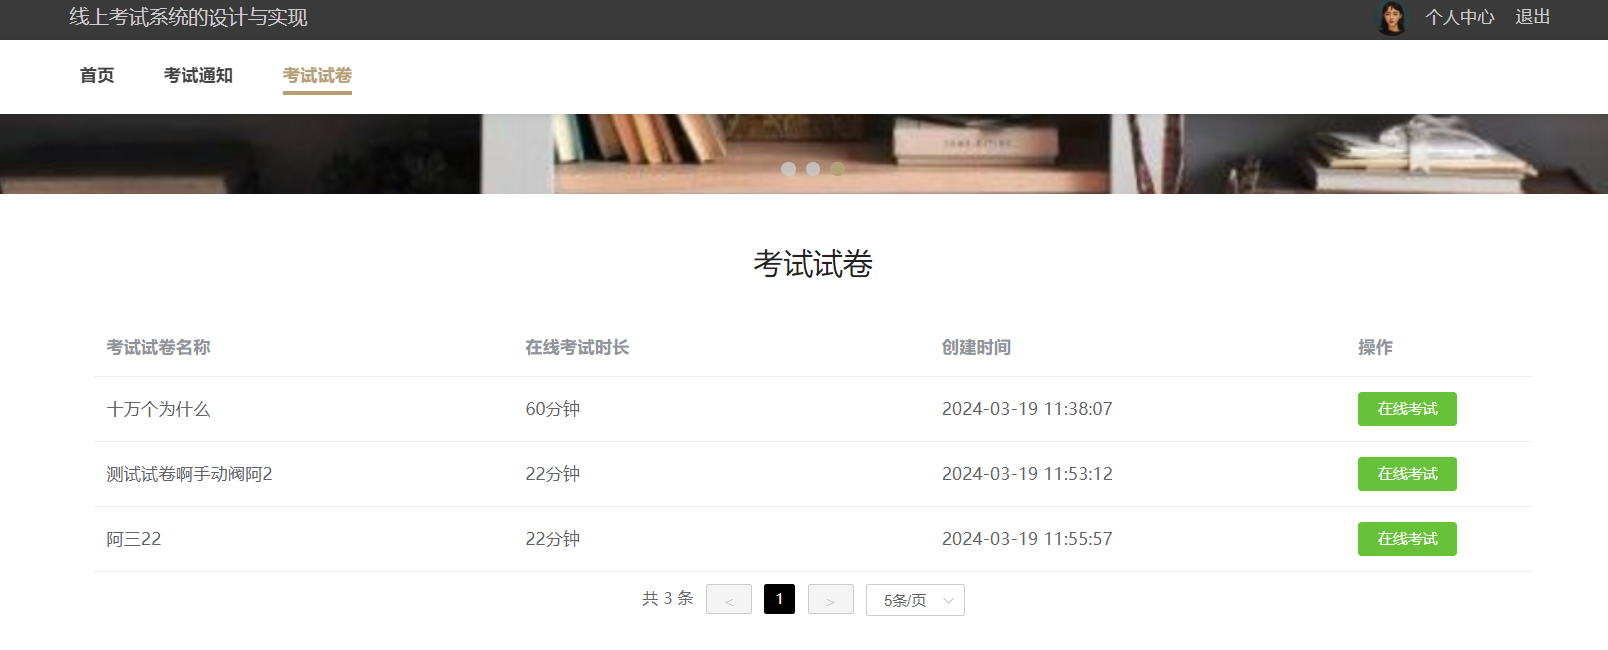 线上考试系统的设计与实现
个人中心 退出
首页 考试通知 考试试卷
考试试卷
考试试卷名称 在线考试时长 创建时间 操作
十万个为什么 60分钟 2024-03-19 11:38:07 在线考试
测试试卷啊手动阀阿2 22分钟 2024-03-19 11:53:12 在线考试
阿三22 22分钟 2024-03-19 11:55:57 在线考试
共 3 条 < 1 > 5条/页